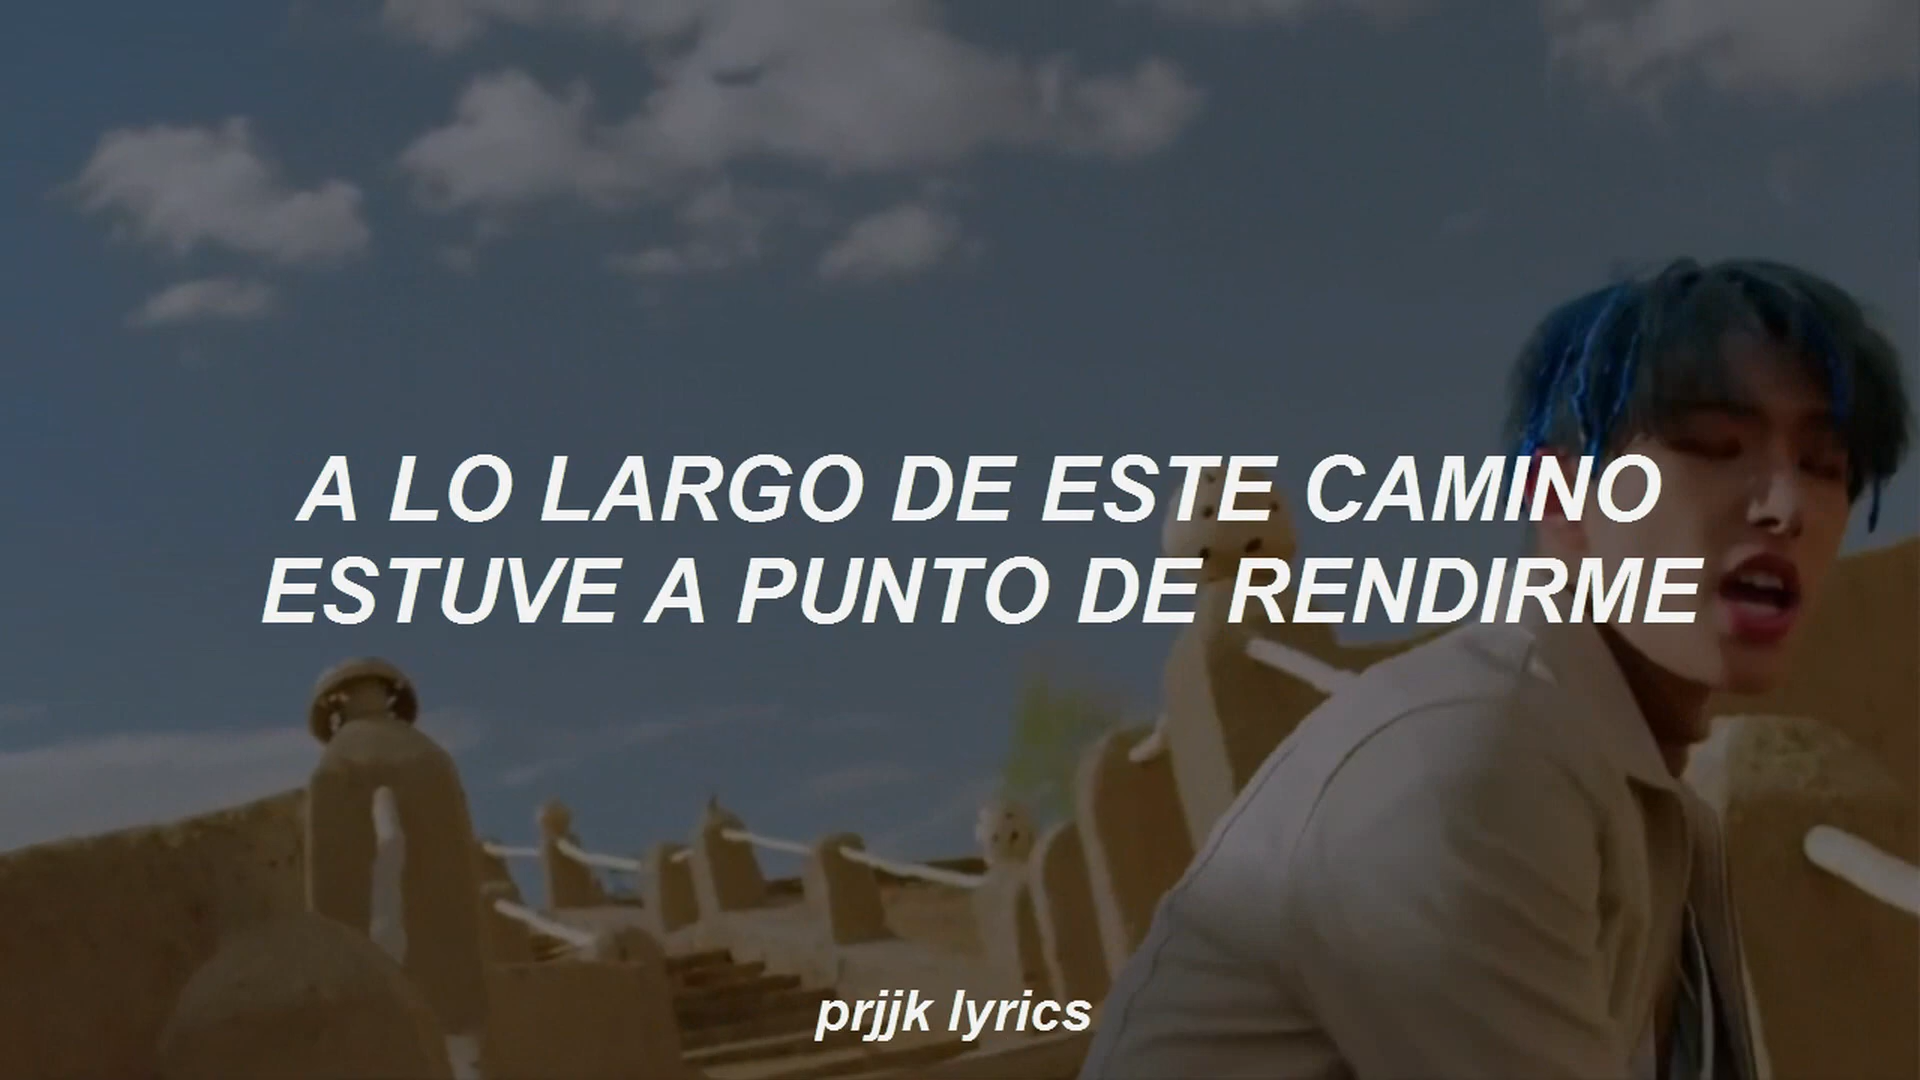 A LO LARGO DE ESTE CAMINO
ESTUVE A PUNTO DE RENDIRME
prjjk lyrics